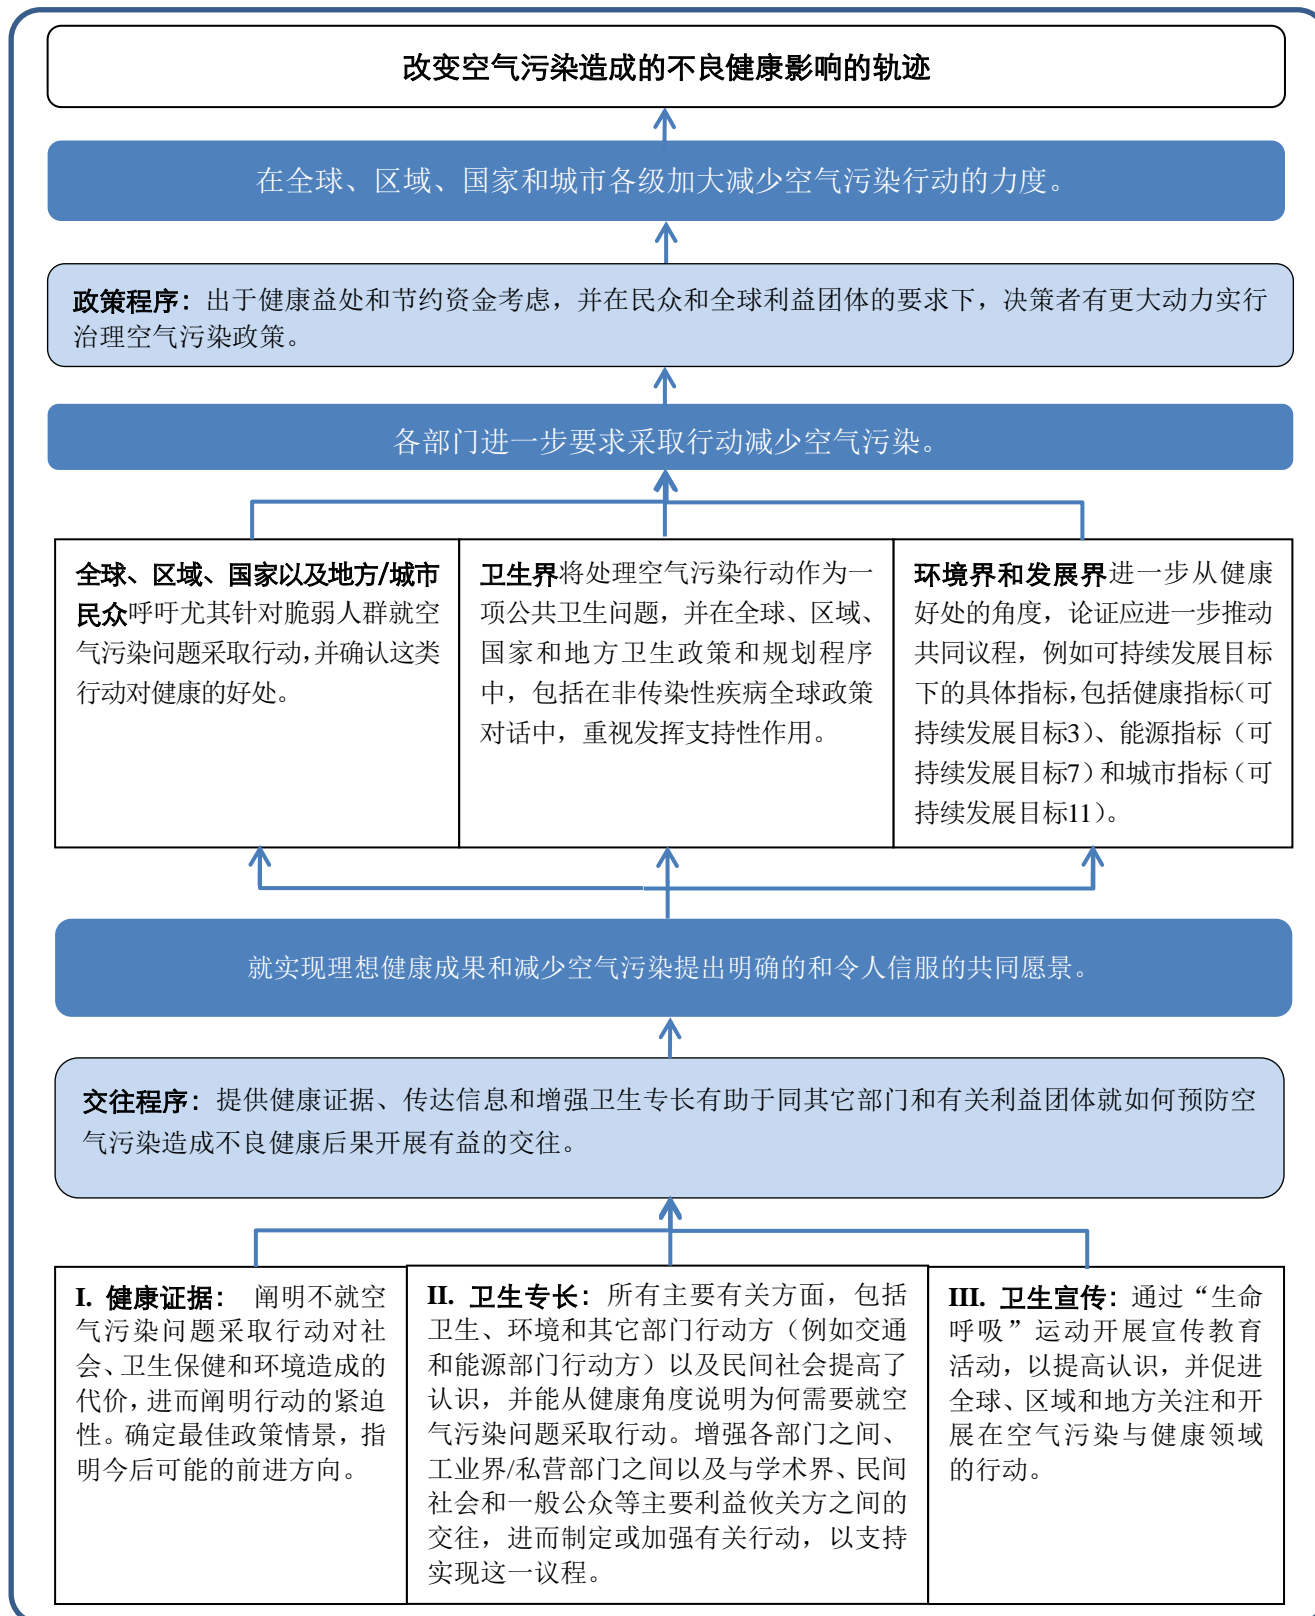 改变空气污染造成的不良健康影响的轨迹
在全球、区域、国家和城市各级加大减少空气污染行动的力度。
政策程序：出于健康益处和节约资金考虑，并在民众和全球利益团体的要求下，决策者有更大动力实行
治理空气污染政策。
各部门进一步要求采取行动减少空气污染。
全球、区域、国家以及地方/城市
民众呼吁尤其针对脆弱人群就空
气污染问题采取行动，并确认这类
行动对健康的好处。
卫生界将处理空气污染行动作为一
项公共卫生问题，并在全球、区域、
国家和地方卫生政策和规划程序
中，包括在非传染性疾病全球政策
对话中，重视发挥支持性作用。
环境界和发展界进一步从健康
好处的角度，论证应进一步推动
共同议程，例如可持续发展目标
下的具体指标，包括健康指标（可
持续发展目标3）、能源指标（可
持续发展目标7）和城市指标（可
持续发展目标11）。
就实现理想健康成果和减少空气污染提出明确的和令人信服的共同愿景。
交往程序：提供健康证据、传达信息和增强卫生专长有助于同其它部门和有关利益团体就如何预防空
气污染造成不良健康后果开展有益的交往。
I. 健康证据： 阐明不就空
气污染问题采取行动对社
会、卫生保健和环境造成的
代价，进而阐明行动的紧迫
性。确定最佳政策情景，指
明今后可能的前进方向。
II. 卫生专长：所有主要有关方面，包括
卫生、环境和其它部门行动方（例如交通
和能源部门行动方）以及民间社会提高了
认识，并能从健康角度说明为何需要就空
气污染问题采取行动。增强各部门之间、
工业界/私营部门之间以及与学术界、民间
社会和一般公众等主要利益攸关方之间的
交往，进而制定或加强有关行动，以支持
实现这一议程。
III. 卫生宣传：通过“生命
呼吸”运动开展宣传教育
活动，以提高认识，并促进
全球、区域和地方关注和开
展在空气污染与健康领域
的行动。